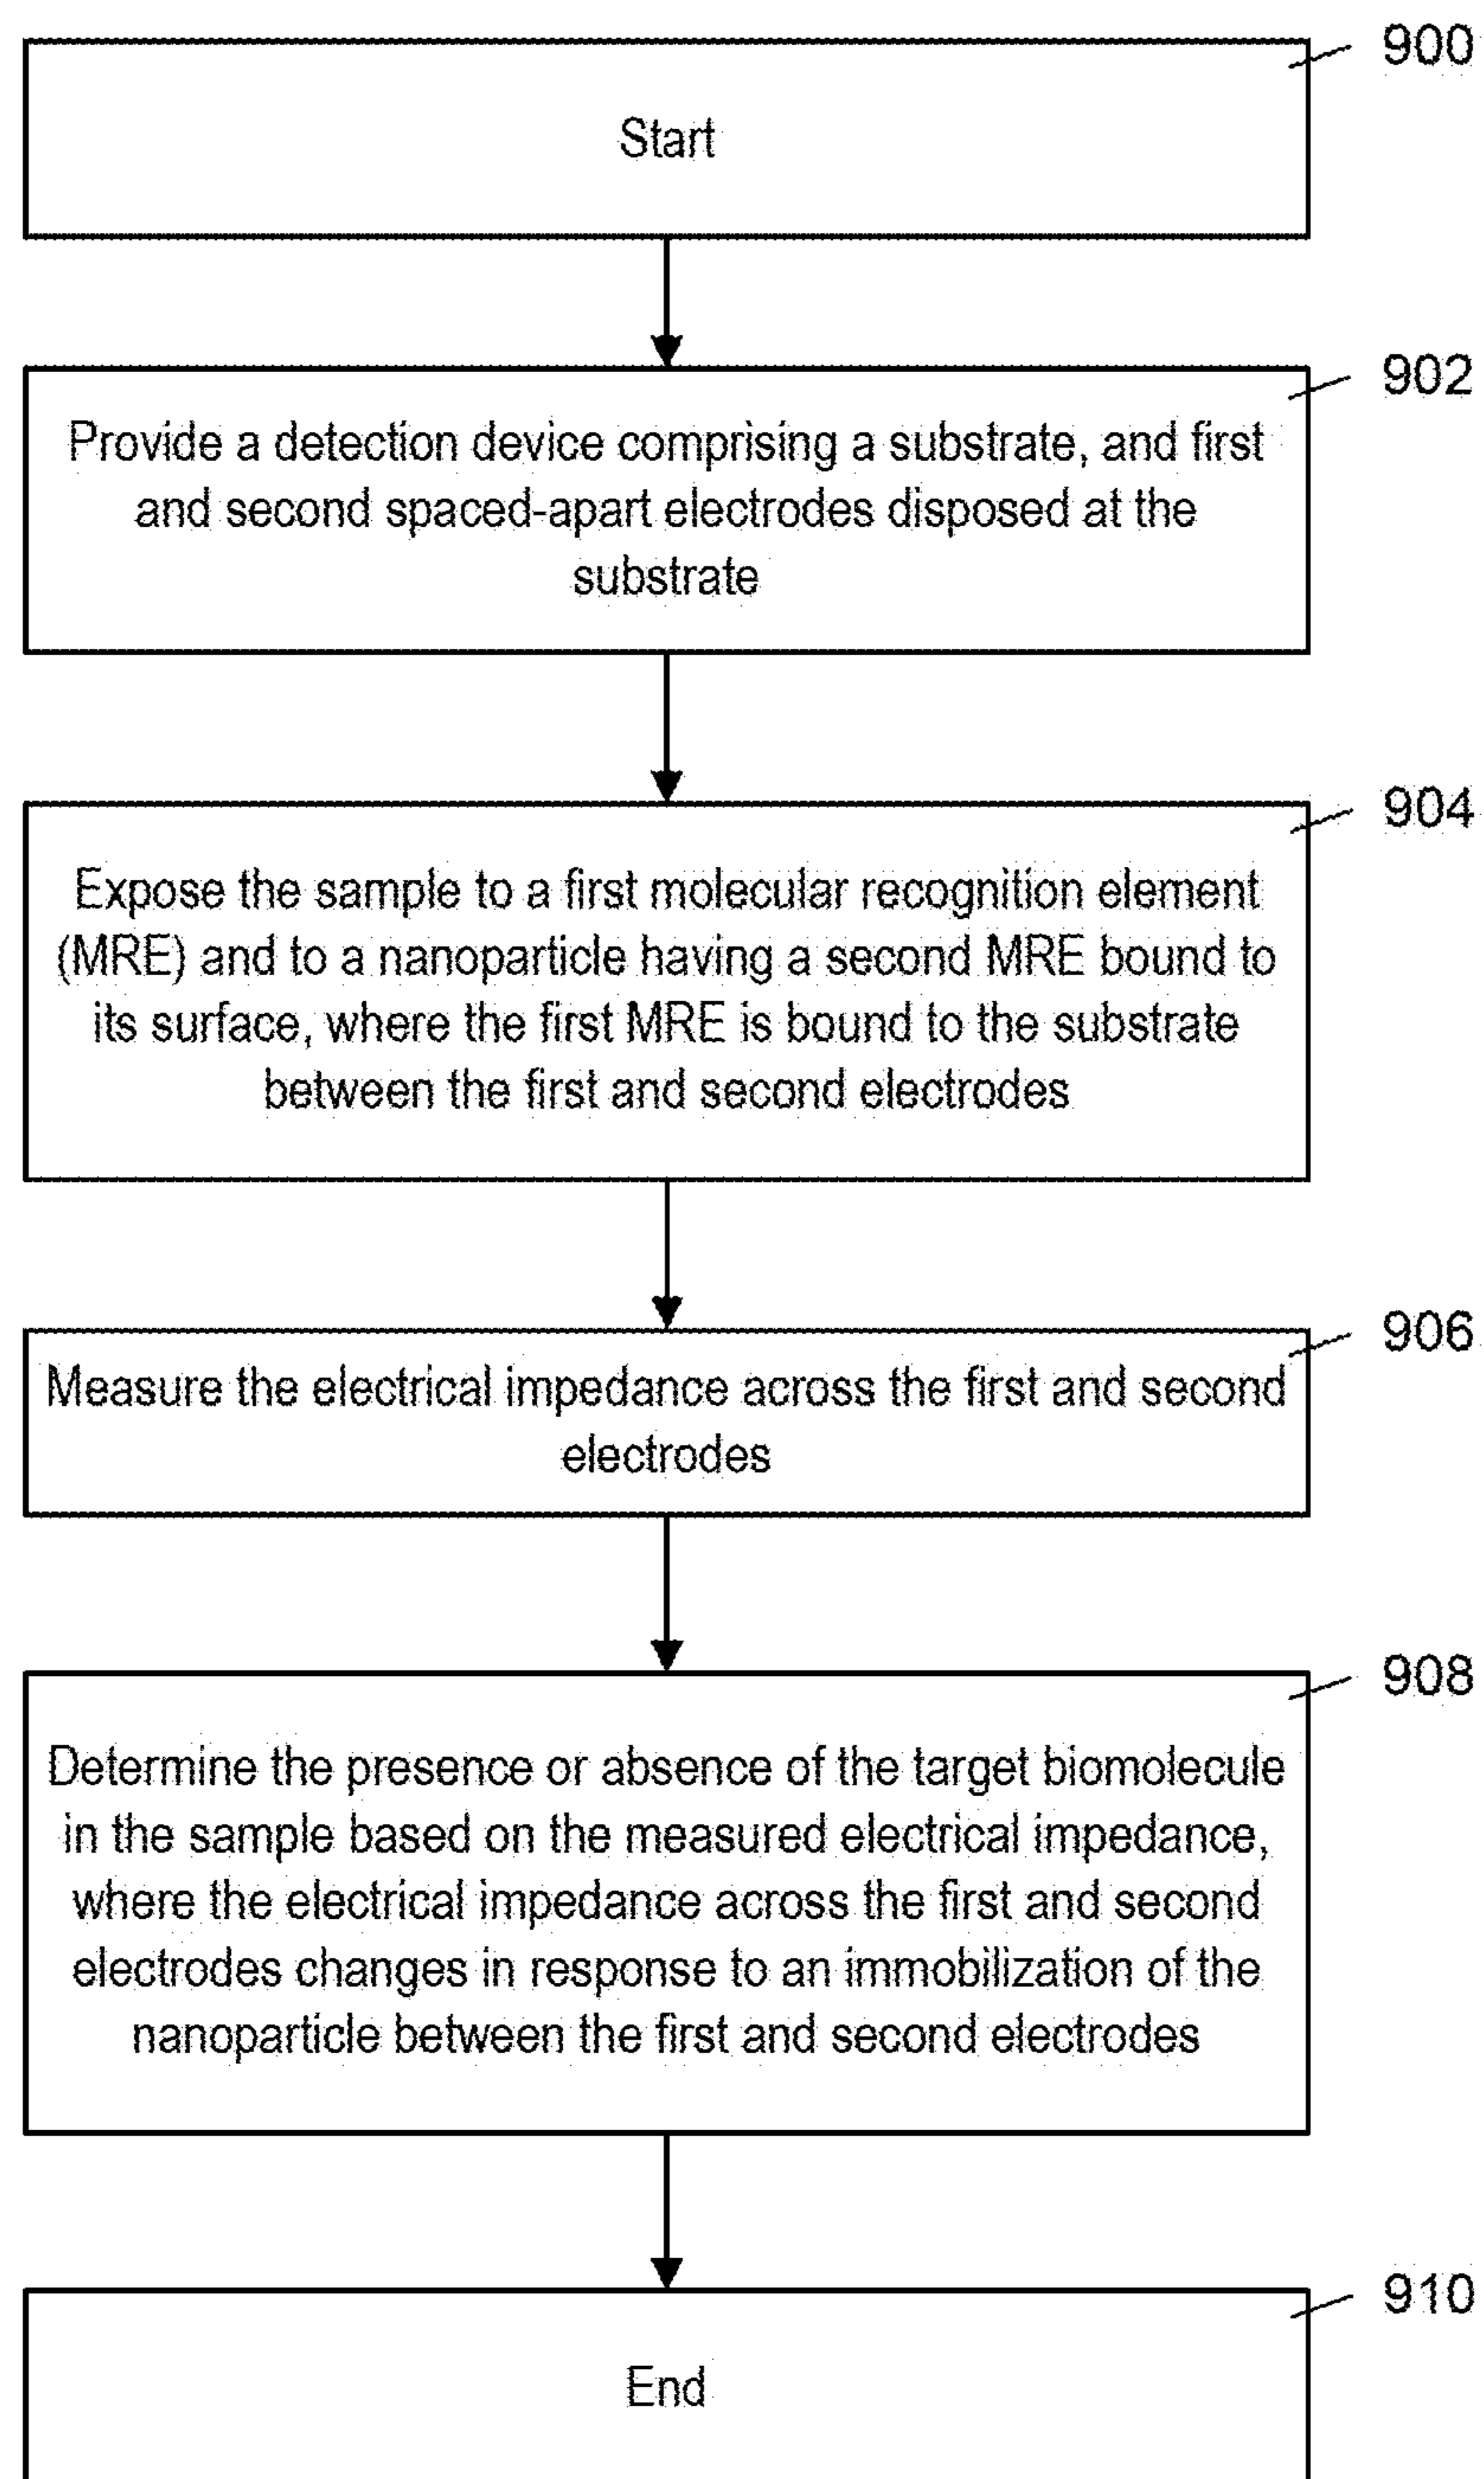 900
Start
902
Provide a detection device comprising a substrate, and first
and second spaced-apart electrodes disposed at the
substrate
904
Expose the sample to a first molecular recognition element
(MRE) and to a nanoparticle having a second MRE bound to
its surface, where the first MRE is bound to the substrate
between the first and second electrodes
906
Measure the electrical impedance across the first and second
electrodes
908
Determine the presence or absence of the target biomolecule
in the sample based on the measured electrical impedance,
where the electrical impedance across the first and second
electrodes changes in response to an immobilization of the
nanoparticle between the first and second electrodes
910
End